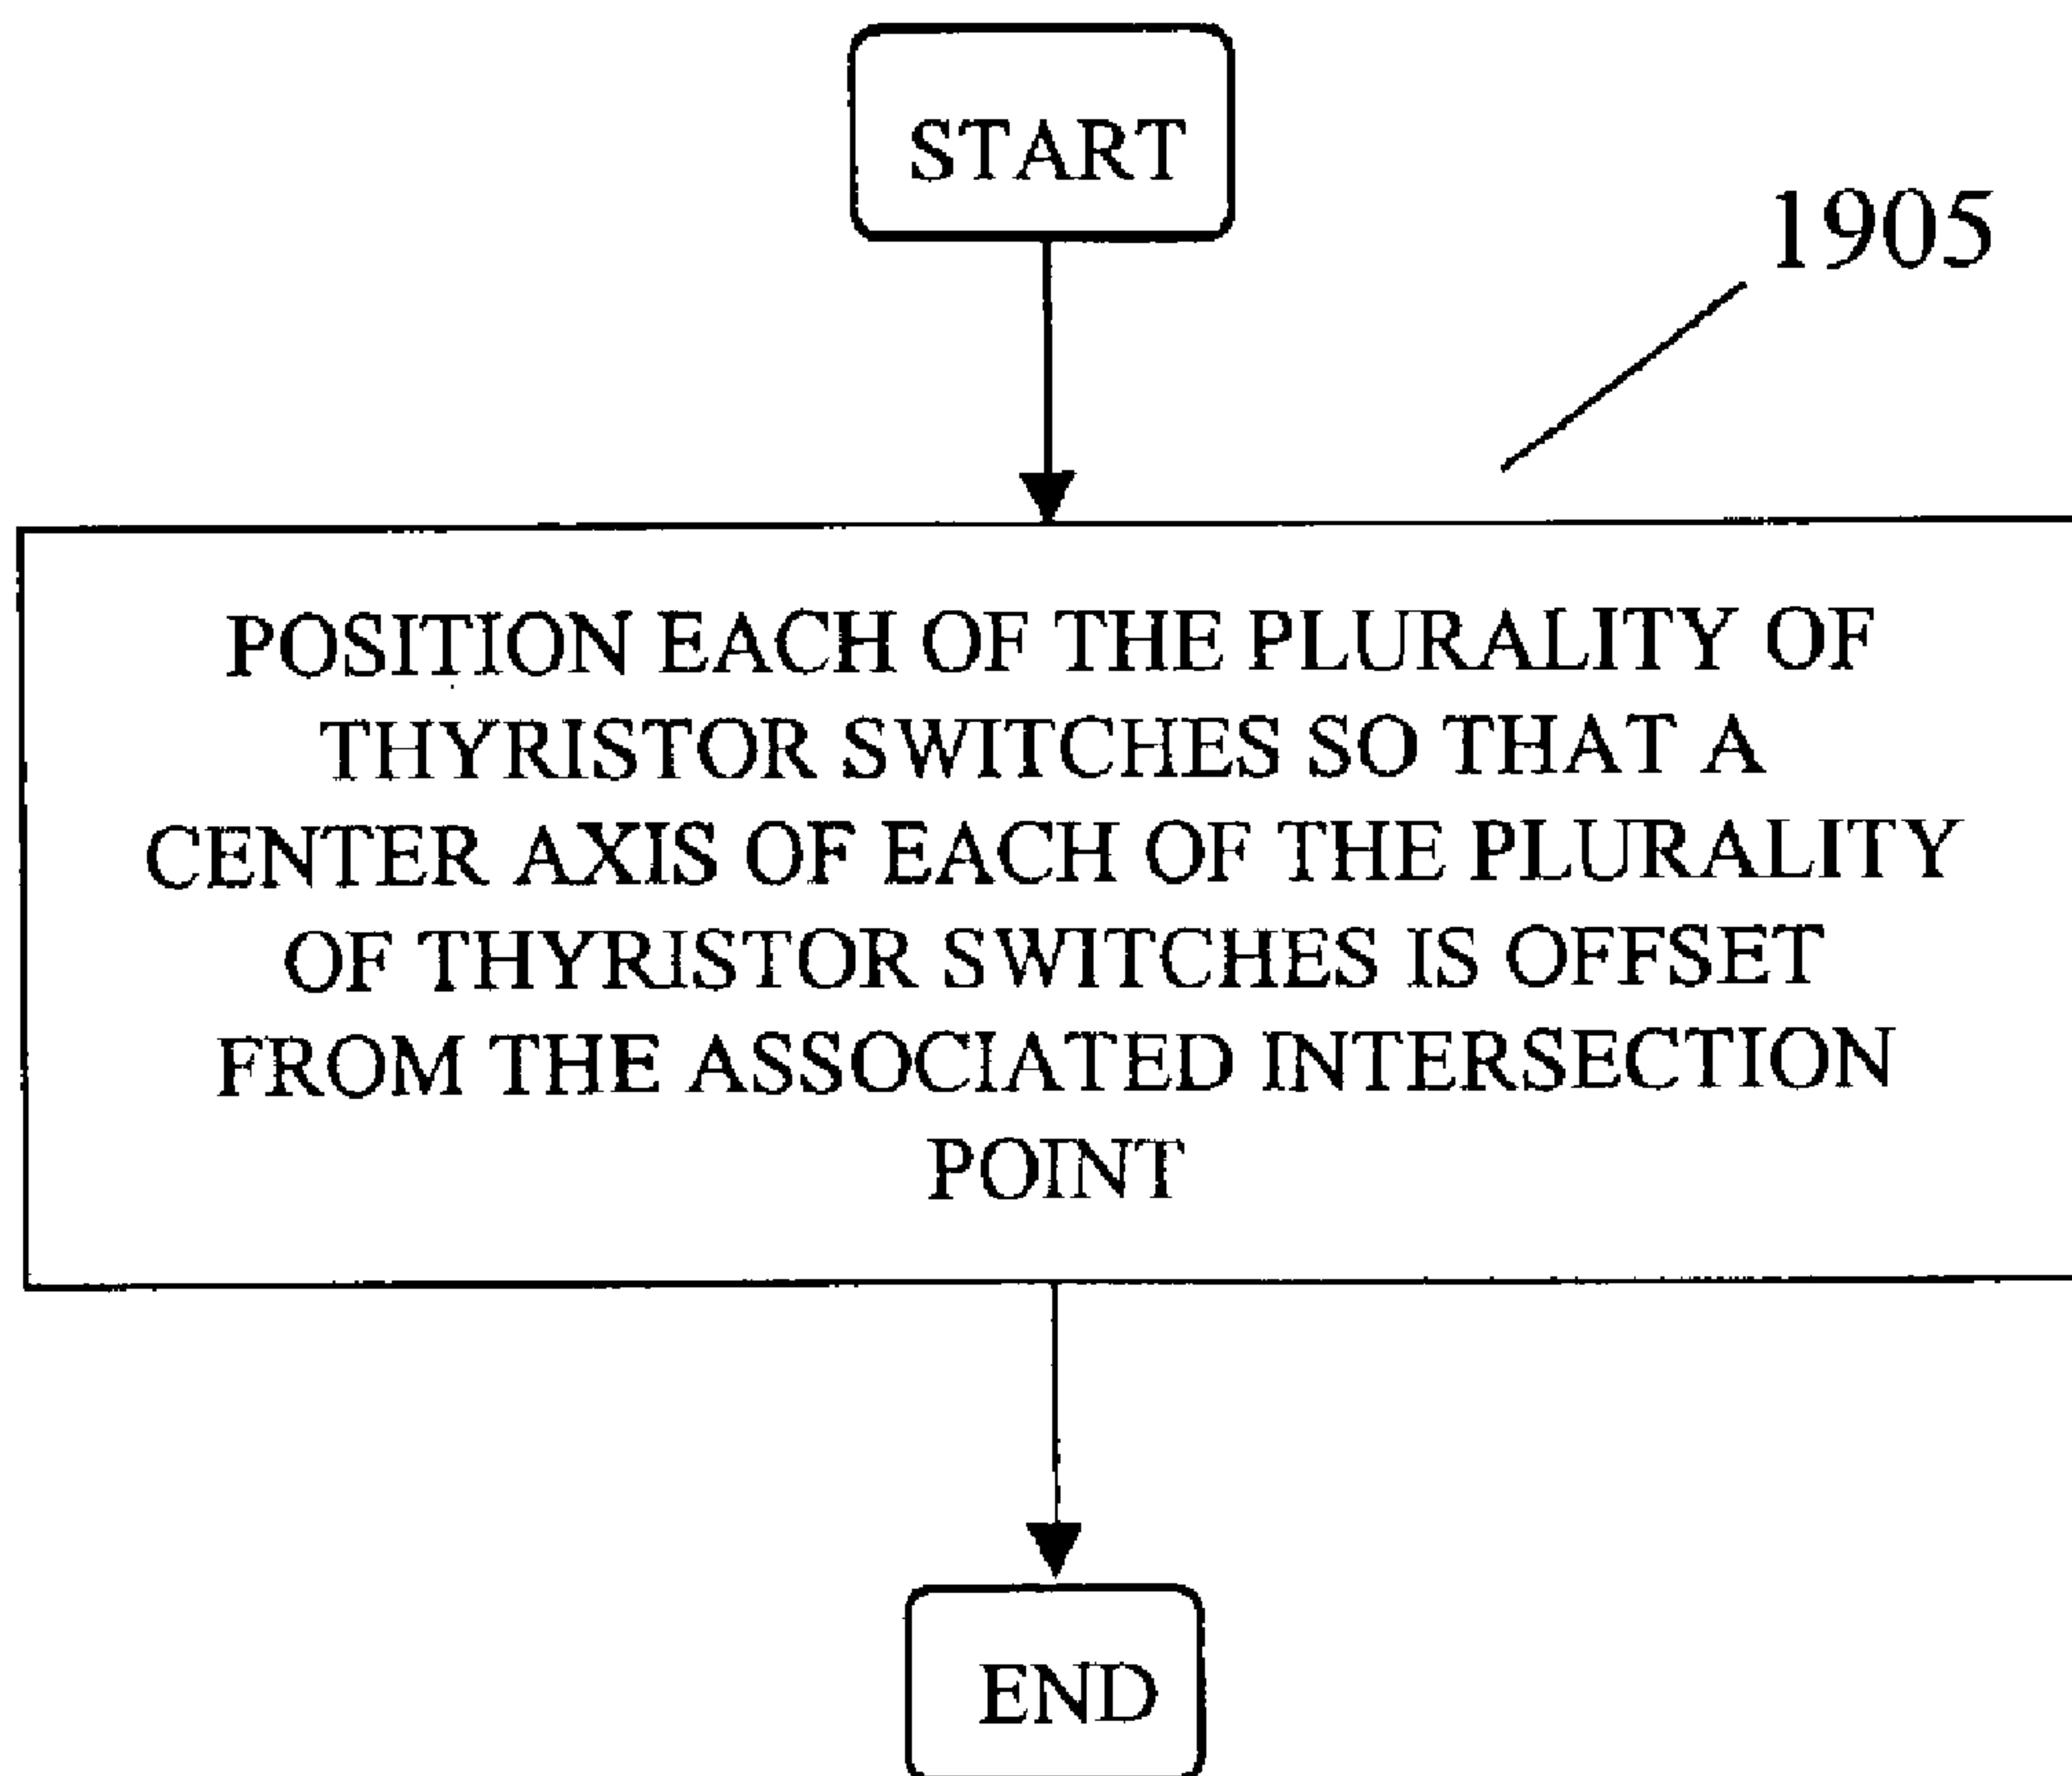 START
1905
POSITION EACH OF THE PLURALITY OF
THYRISTOR SWITCHES SO THAT A
CENTER AXIS OF EACH OF THE PLURALITY
OF THYRISTOR SWITCHES IS OFFSET
FROM THE ASSOCIATED INTERSECTION
POINT
END